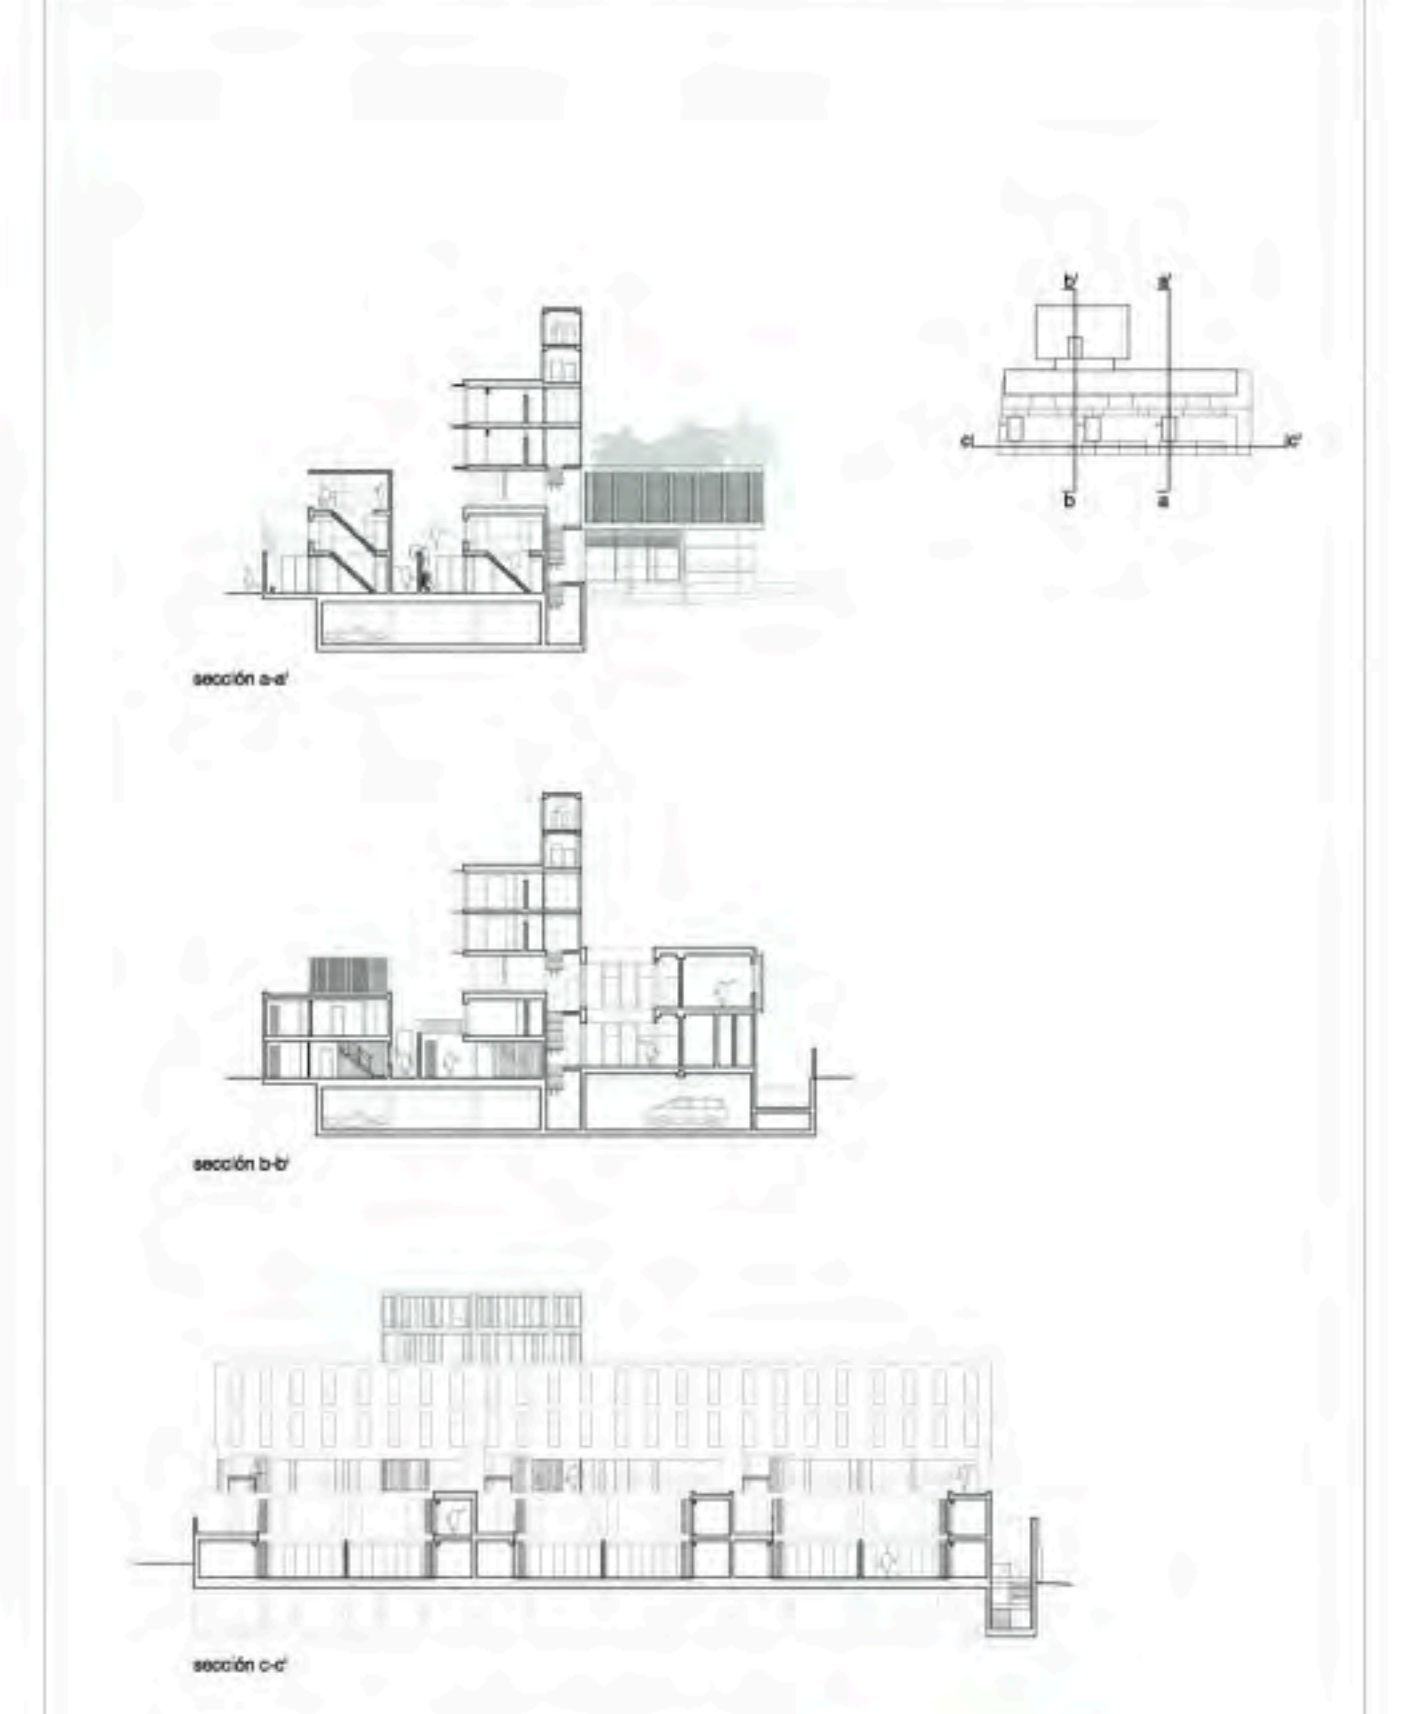 b' a'
c c'
b a
sección a-a'
sección b-b'
sección c-c'